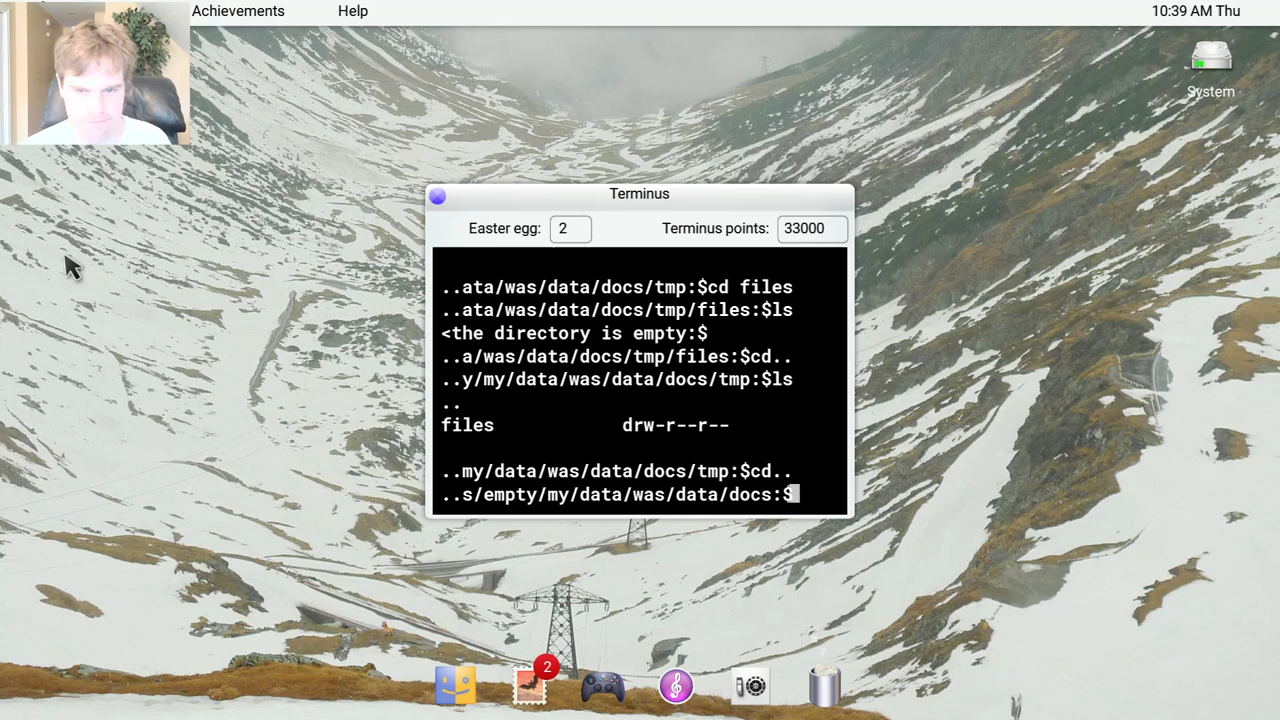 Achievements Help 10:39 AM Thu
System
Terminus
Easter egg: 2 Terminus points: 33000
..ata/was/data/docs/tmp:$cd files
..ata/was/data/docs/tmp/files:$ls
<the directory is empty:$
..a/was/data/docs/tmp/files:$cd..
..y/my/data/was/data/docs/tmp:$ls
..
files drw-r--r--
..my/data/was/data/docs/tmp:$cd..
..s/empty/my/data/was/data/docs:$
2